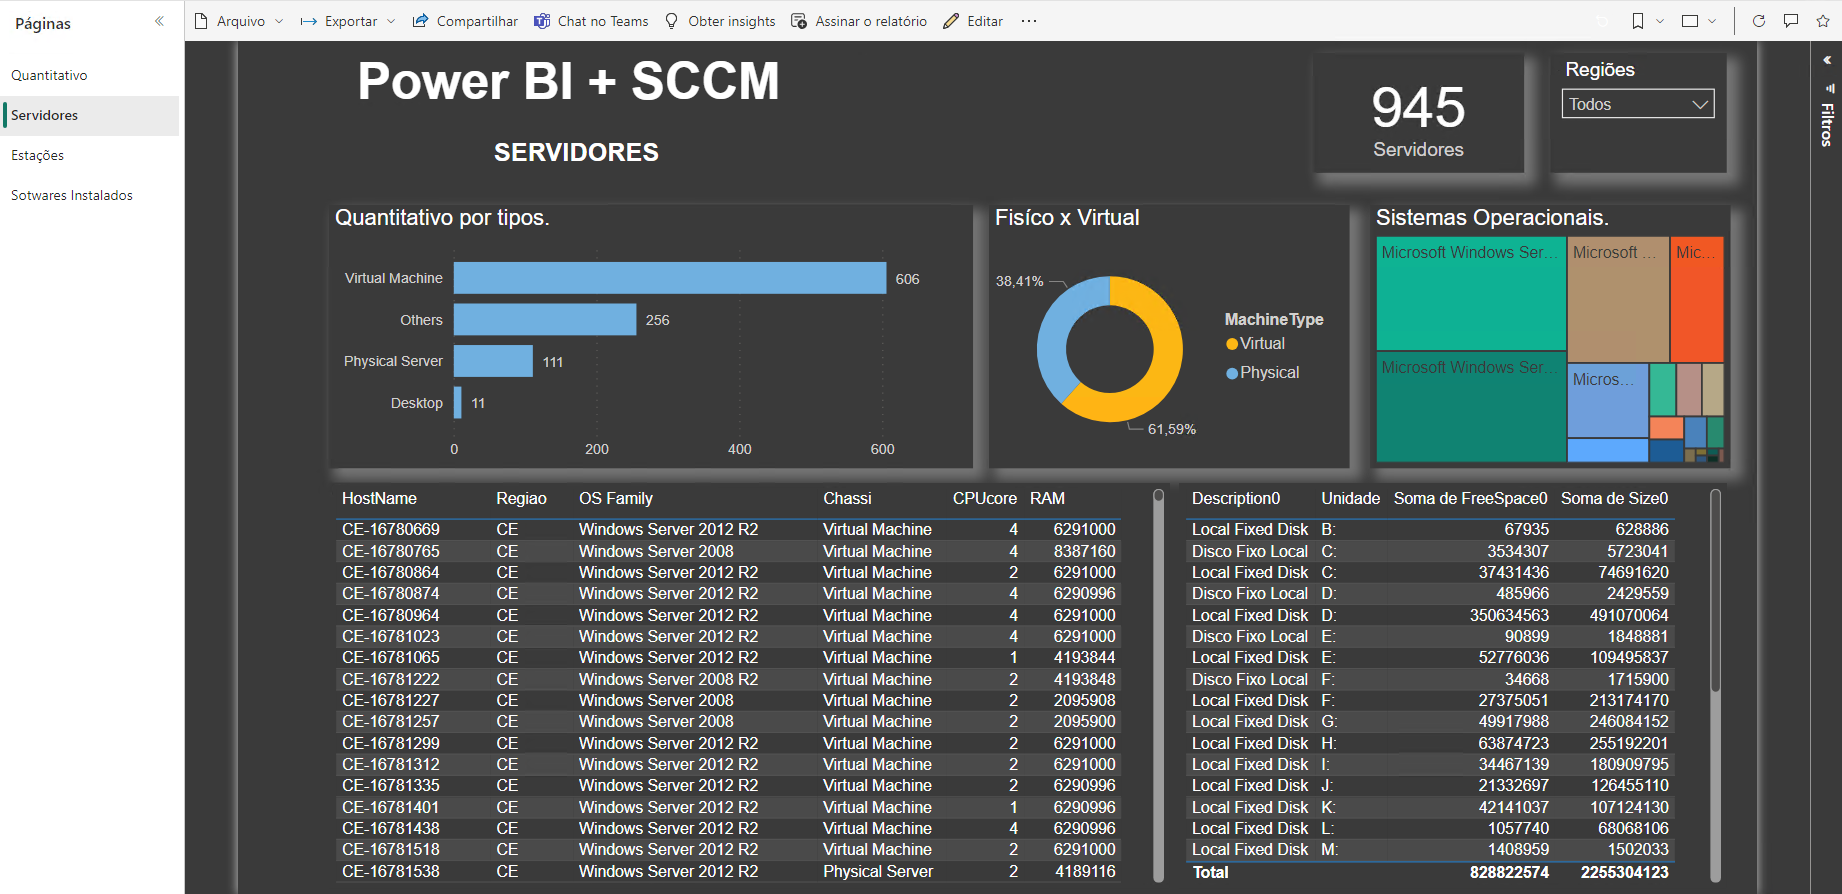 Páginas
Arquivo Exportar Compartilhar Chat no Teams Obter insights Assinar o relatório Editar ...
Quantitativo
Servidores
Estações
Sotwares Instalados
Power BI + SCCM
SERVIDORES
945
Servidores
Regiões
Todos
Filtros
Quantitativo por tipos.
Virtual Machine 606
Others 256
Physical Server 111
Desktop 11
0 200 400 600
Fisíco x Virtual
38,41%
61,59%
MachineType
Virtual
Physical
Sistemas Operacionais.
Microsoft Windows Ser...
Microsoft ...
Mic...
Microsoft Windows Ser...
Micros...
HostName Regiao OS Family Chassi CPUcore RAM
CE-16780669 CE Windows Server 2012 R2 Virtual Machine 4 6291000
CE-16780765 CE Windows Server 2008 Virtual Machine 4 8387160
CE-16780864 CE Windows Server 2012 R2 Virtual Machine 2 6291000
CE-16780874 CE Windows Server 2012 R2 Virtual Machine 4 6290996
CE-16780964 CE Windows Server 2012 R2 Virtual Machine 4 6291000
CE-16781023 CE Windows Server 2012 R2 Virtual Machine 4 6291000
CE-16781065 CE Windows Server 2012 R2 Virtual Machine 1 4193844
CE-16781222 CE Windows Server 2008 R2 Virtual Machine 2 4193848
CE-16781227 CE Windows Server 2008 Virtual Machine 2 2095908
CE-16781257 CE Windows Server 2008 Virtual Machine 2 2095900
CE-16781299 CE Windows Server 2012 R2 Virtual Machine 2 6291000
CE-16781312 CE Windows Server 2012 R2 Virtual Machine 2 6291000
CE-16781335 CE Windows Server 2012 R2 Virtual Machine 2 6290996
CE-16781401 CE Windows Server 2012 R2 Virtual Machine 1 6290996
CE-16781438 CE Windows Server 2012 R2 Virtual Machine 4 6290996
CE-16781518 CE Windows Server 2012 R2 Virtual Machine 2 6291000
CE-16781538 CE Windows Server 2012 R2 Physical Server 2 4189116
Description0 Unidade Soma de FreeSpace0 Soma de Size0
Local Fixed Disk B: 67935 628886
Disco Fixo Local C: 3534307 5723041
Local Fixed Disk C: 37431436 74691620
Disco Fixo Local D: 485966 2429559
Local Fixed Disk D: 350634563 491070064
Disco Fixo Local E: 90899 1848881
Local Fixed Disk E: 52776036 109495837
Disco Fixo Local F: 34668 1715900
Local Fixed Disk F: 27375051 213174170
Local Fixed Disk G: 49917988 246084152
Local Fixed Disk H: 63874723 255192201
Local Fixed Disk I: 34467139 180909795
Local Fixed Disk J: 21332697 126455110
Local Fixed Disk K: 42141037 107124130
Local Fixed Disk L: 1057740 68068106
Local Fixed Disk M: 1408959 1502033
Total 828822574 2255304123